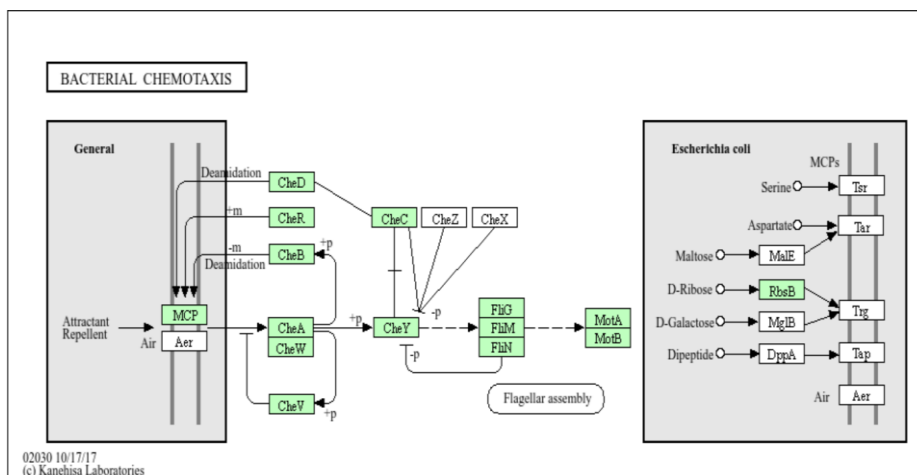 BACTERIAL CHEMOTAXIS
General
Deamidation
CheD
+m
CheR
-m
Deamidation
CheB
+p
MCP
Attractant
Repellent
Air
Aer
CheA
CheW
+p
CheV
+p
CheC
CheZ
CheX
CheY
-p
-p
FliG
FliM
FliN
MotA
MotB
Flagellar assembly
Escherichia coli
MCPs
Serine
Tsr
Aspartate
Tar
Maltose
MalE
D-Ribose
RbsB
Trg
D-Galactose
MglB
Dipeptide
DppA
Tap
Air
Aer
02030 10/17/17
(c) Kanehisa Laboratories